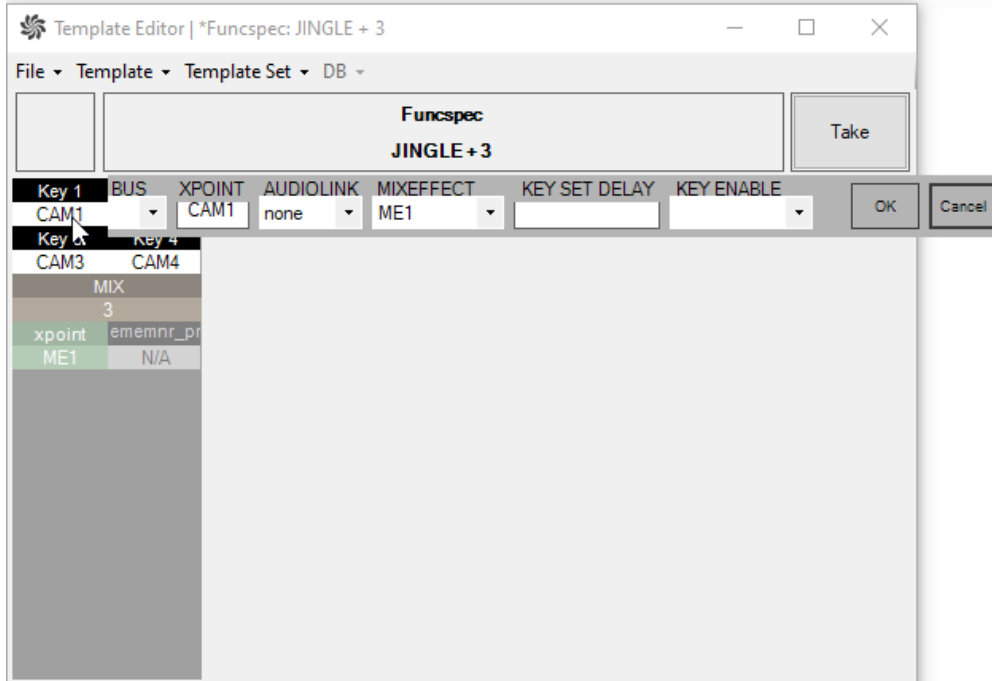 Template Editor | *Funcspec: JINGLE + 3
File Template Template Set DB
Funcspec
JINGLE + 3
Take
Key 1 BUS XPOINT AUDIOLINK MIXEFFECT KEY SET DELAY KEY ENABLE
CAM1 CAM1 none ME1 OK Cancel
Key Key 4
CAM3 CAM4
MIX
3
xpoint ememnr_pr
ME1 N/A